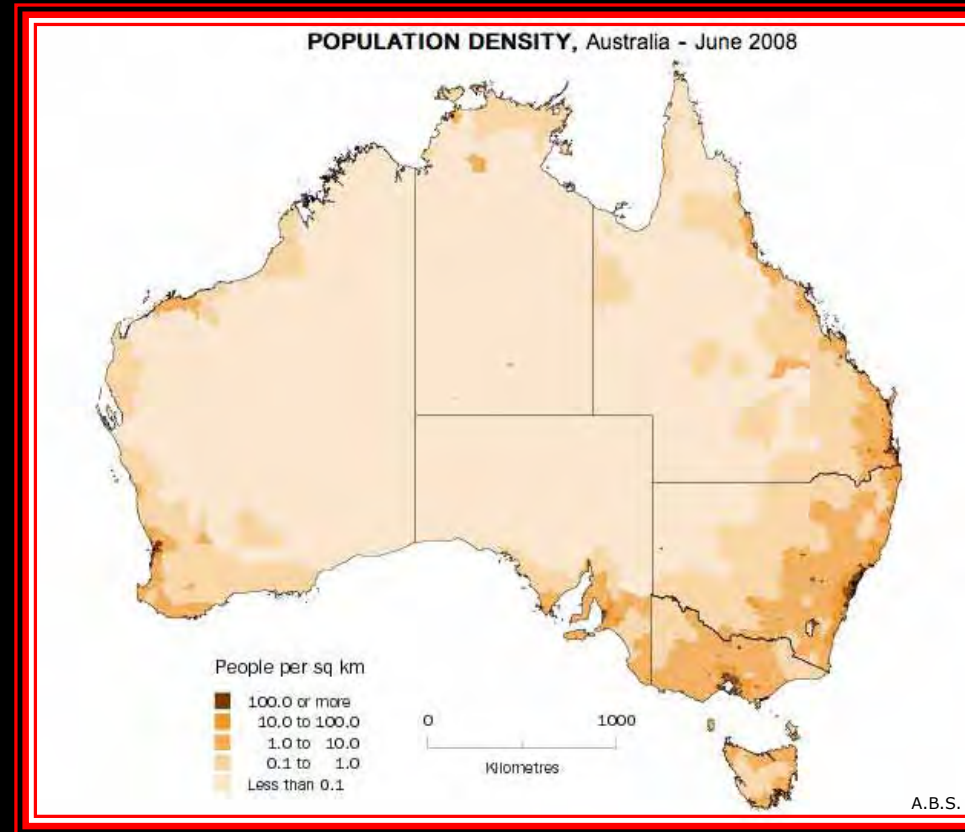 POPULATION DENSITY, Australia - June 2008
People per sq km
100.0 or more
10.0 to 100.0
1.0 to 10.0
0.1 to 1.0
Less than 0.1
0 1000
Kilometres
A.B.S.